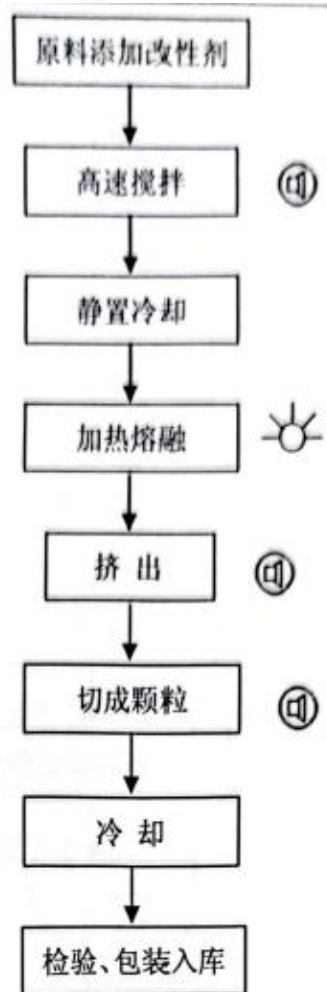 原料添加改性剂
高速搅拌
静置冷却
加热熔融
挤出
切成颗粒
冷却
检验、包装入库